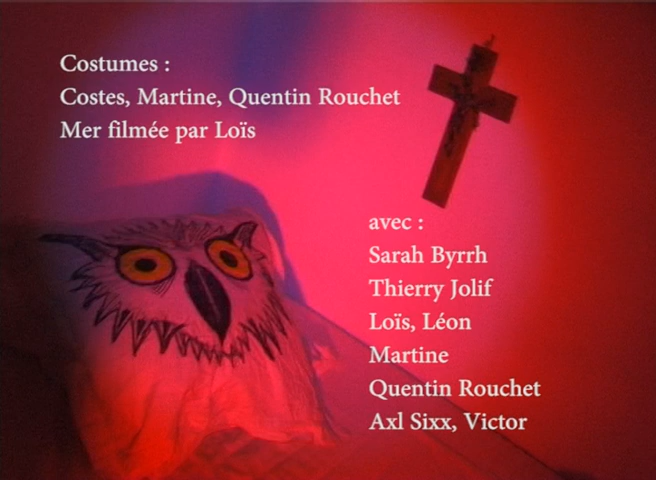 Costumes :
Costes, Martine, Quentin Rouchet
Mer filmée par Loïs
avec :
Sarah Byrrh
Thierry Jolif
Loïs, Léon
Martine
Quentin Rouchet
Axl Sixx, Victor